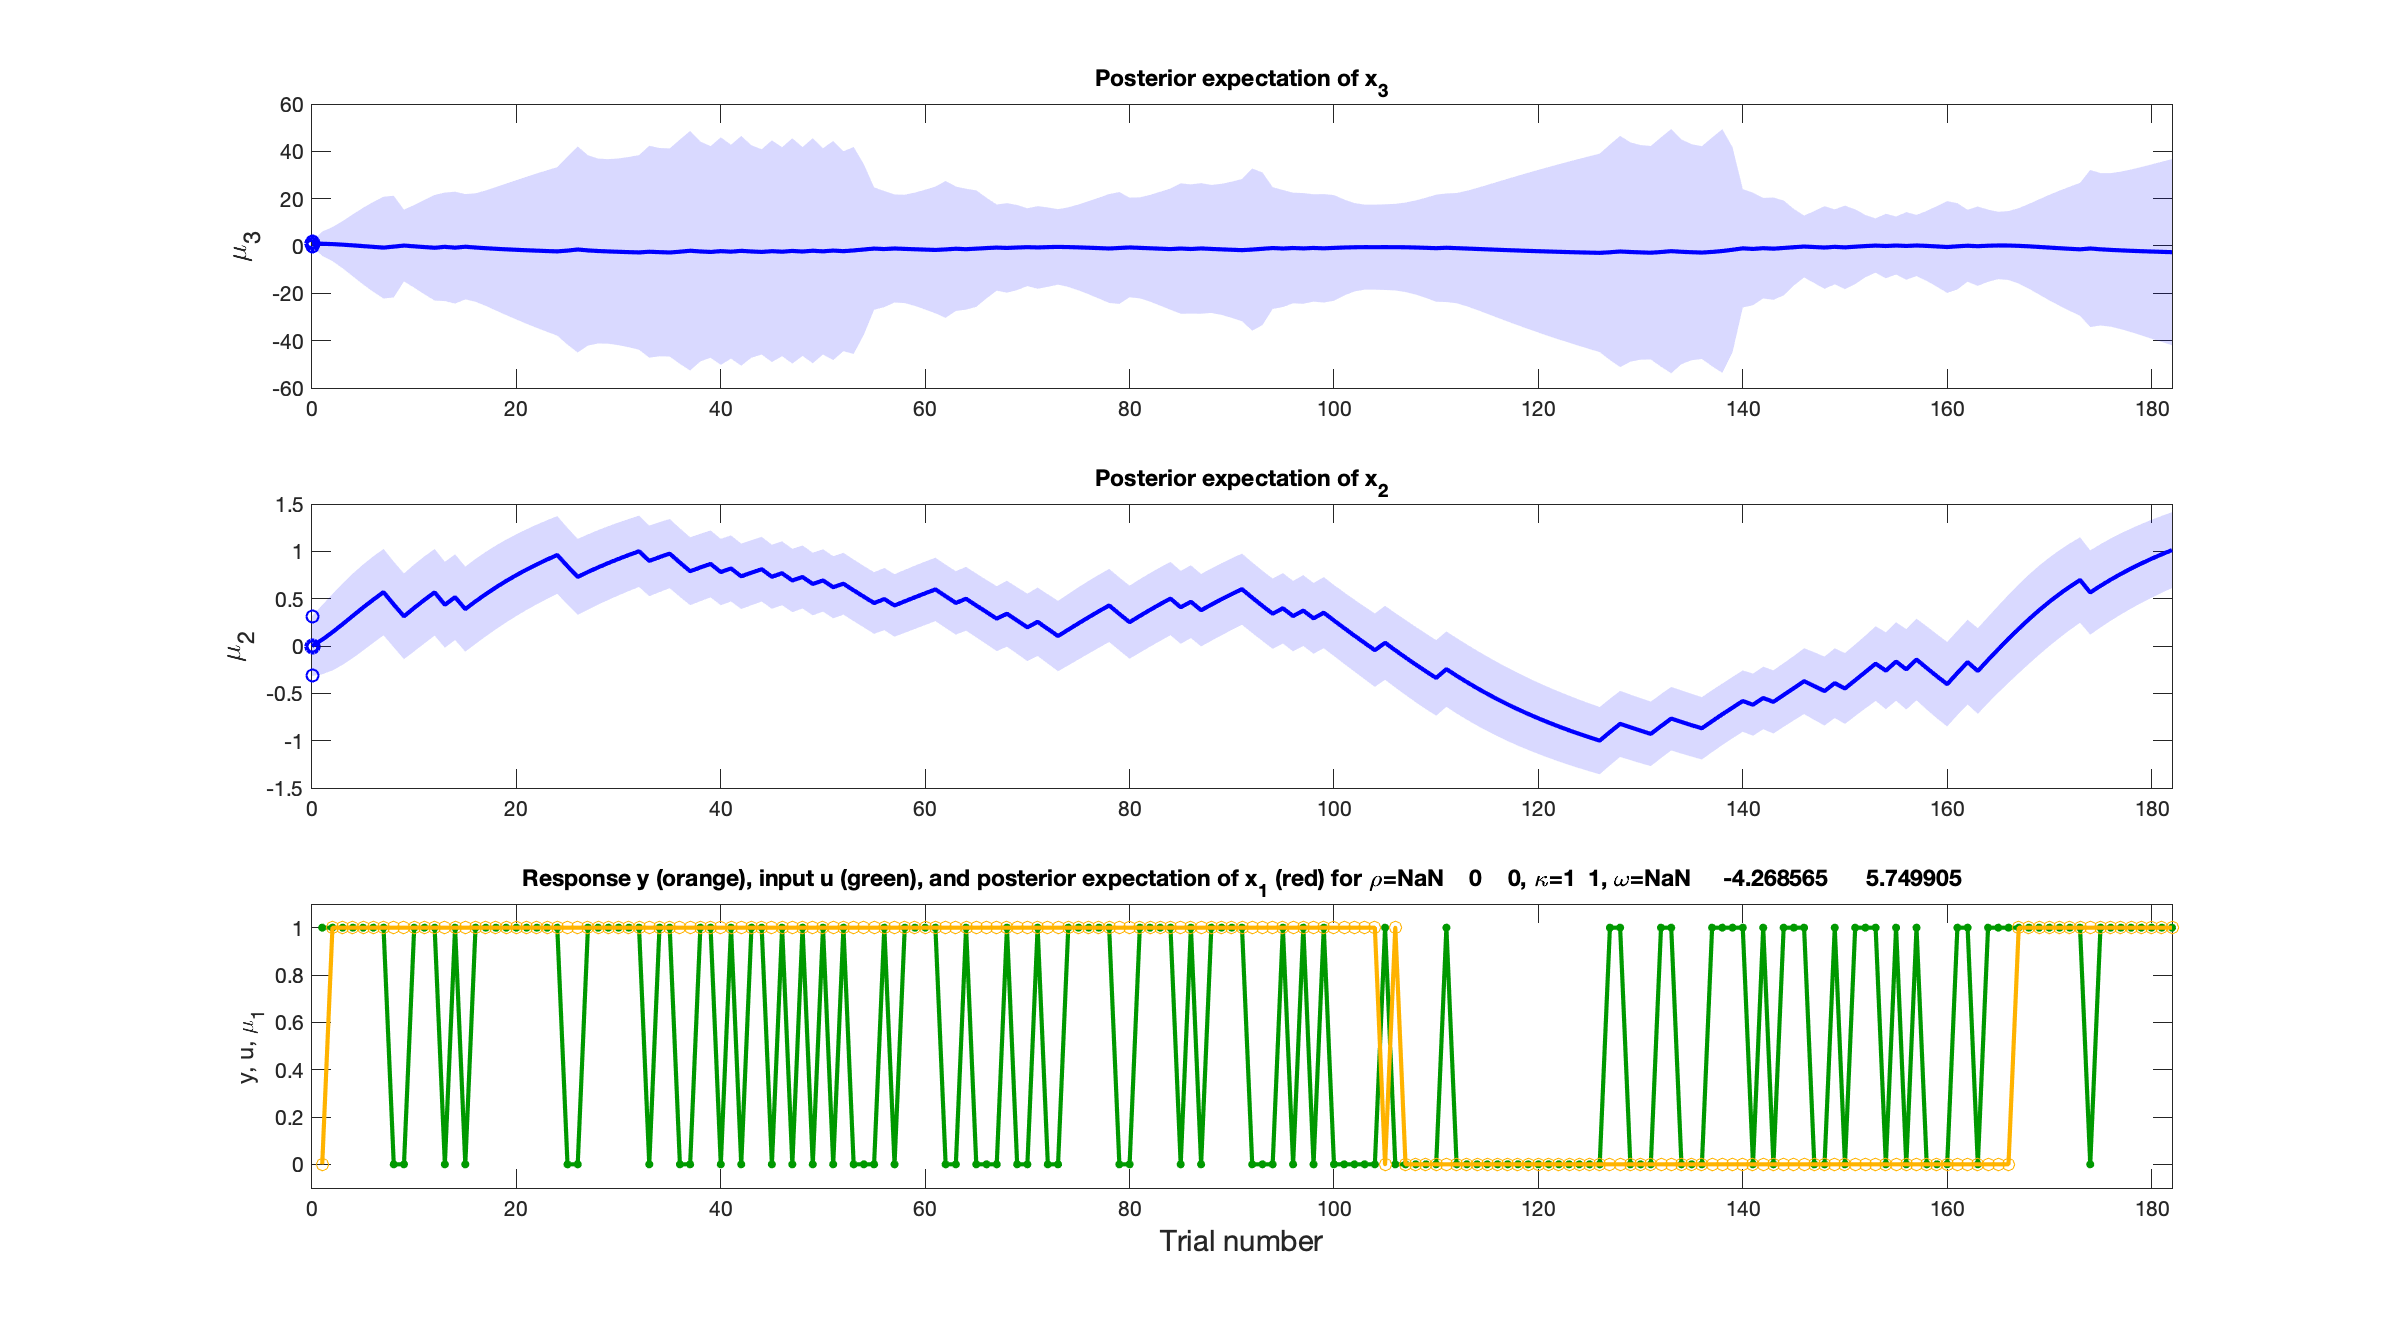 Posterior expectation of x3
60
40
20
0
-20
-40
-60
μ3
0 20 40 60 80 100 120 140 160 180
Posterior expectation of x2
1.5
1
0.5
0
-0.5
-1
-1.5
μ2
0 20 40 60 80 100 120 140 160 180
Response y (orange), input u (green), and posterior expectation of x1 (red) for ρ=NaN 0 0, κ=1 1, ω=NaN -4.268565 5.749905
1
0.8
0.6
0.4
0.2
0
y, u, μ1
0 20 40 60 80 100 120 140 160 180
Trial number